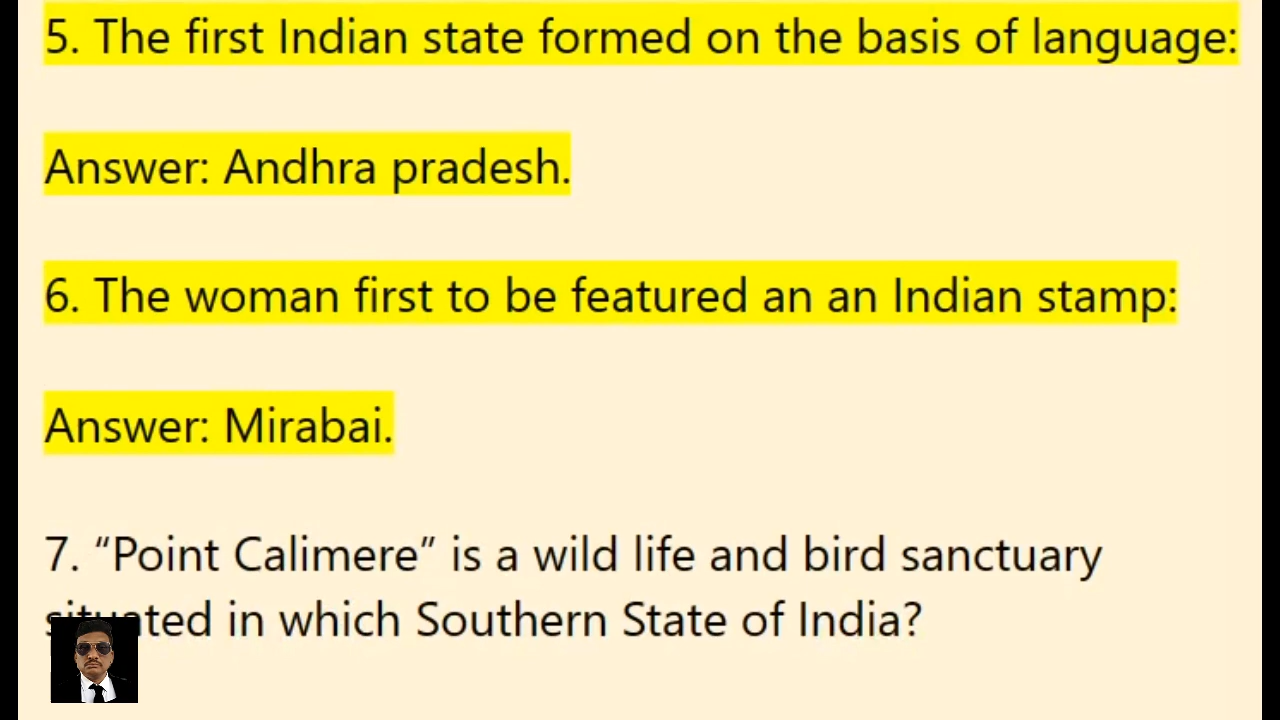 5. The first Indian state formed on the basis of language:
Answer: Andhra pradesh.
6. The woman first to be featured an an Indian stamp:
Answer: Mirabai.
7. “Point Calimere” is a wild life and bird sanctuary
situated in which Southern State of India?